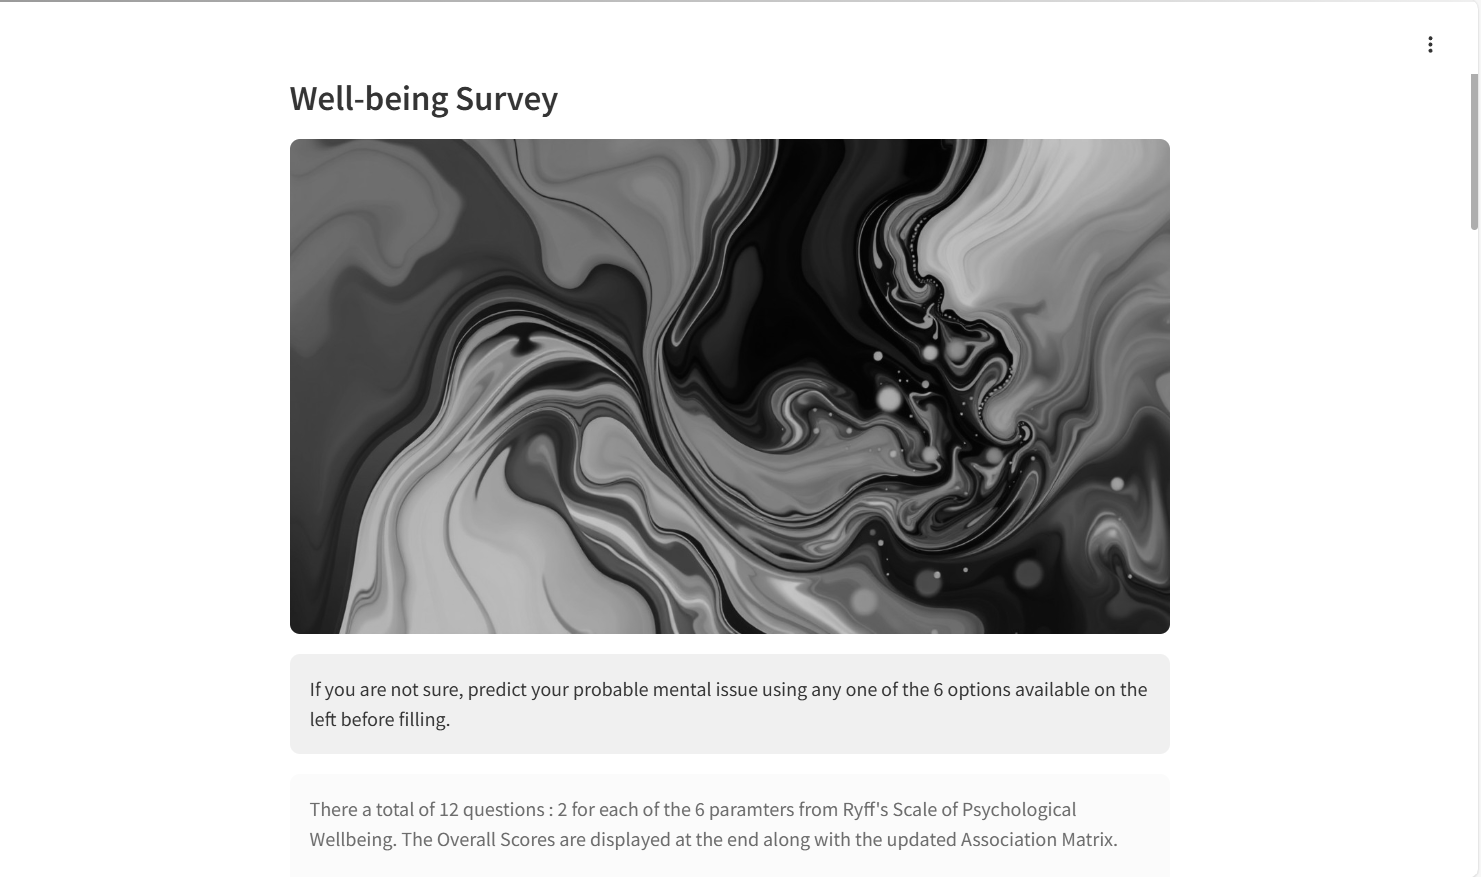 Well-being Survey
If you are not sure, predict your probable mental issue using any one of the 6 options available on the
left before filling.
There a total of 12 questions : 2 for each of the 6 paramters from Ryff's Scale of Psychological
Wellbeing. The Overall Scores are displayed at the end along with the updated Association Matrix.